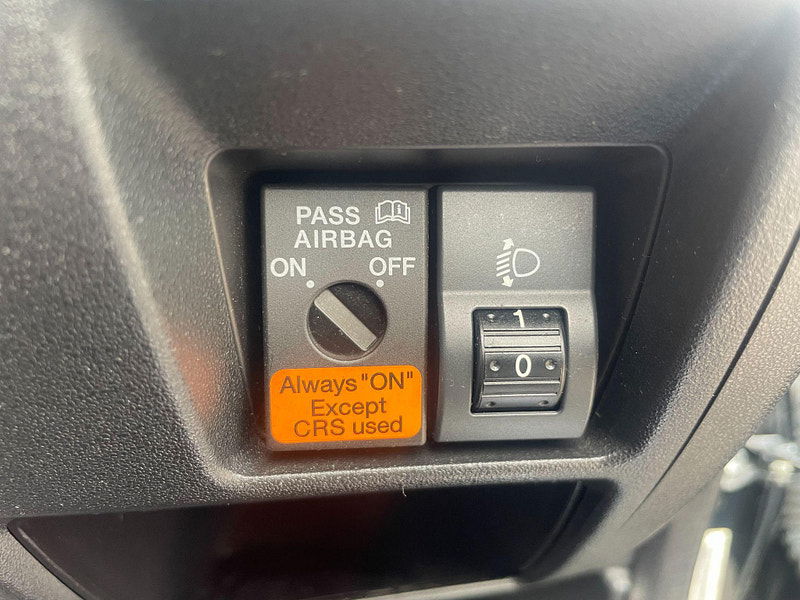 PASS
AIRBAG
ON OFF
Always "ON"
Except
CRS used
1
0